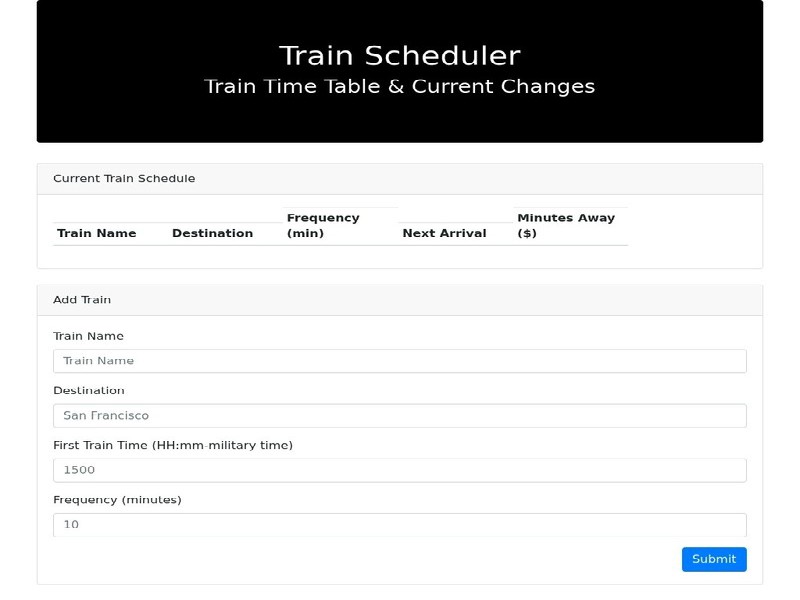 Train Scheduler
Train Time Table & Current Changes
Current Train Schedule
Train Name Destination Frequency (min) Next Arrival Minutes Away ($)
Add Train
Train Name
Train Name
Destination
San Francisco
First Train Time (HH:mm-military time)
1500
Frequency (minutes)
10
Submit